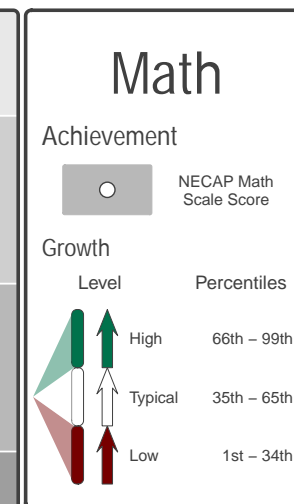 Math
Achievement
NECAP Math
Scale Score
Growth
Level Percentiles
High 66th – 99th
Typical 35th – 65th
Low 1st – 34th